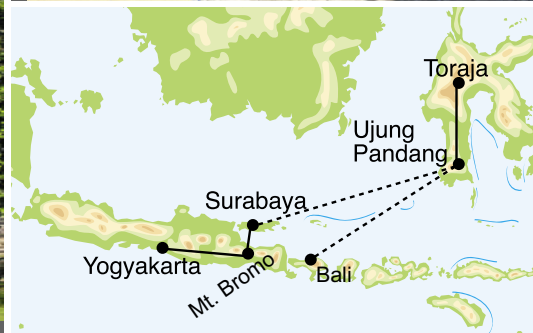 Toraja
Ujung
Pandang
Surabaya
Yogyakarta
Mt. Bromo
Bali